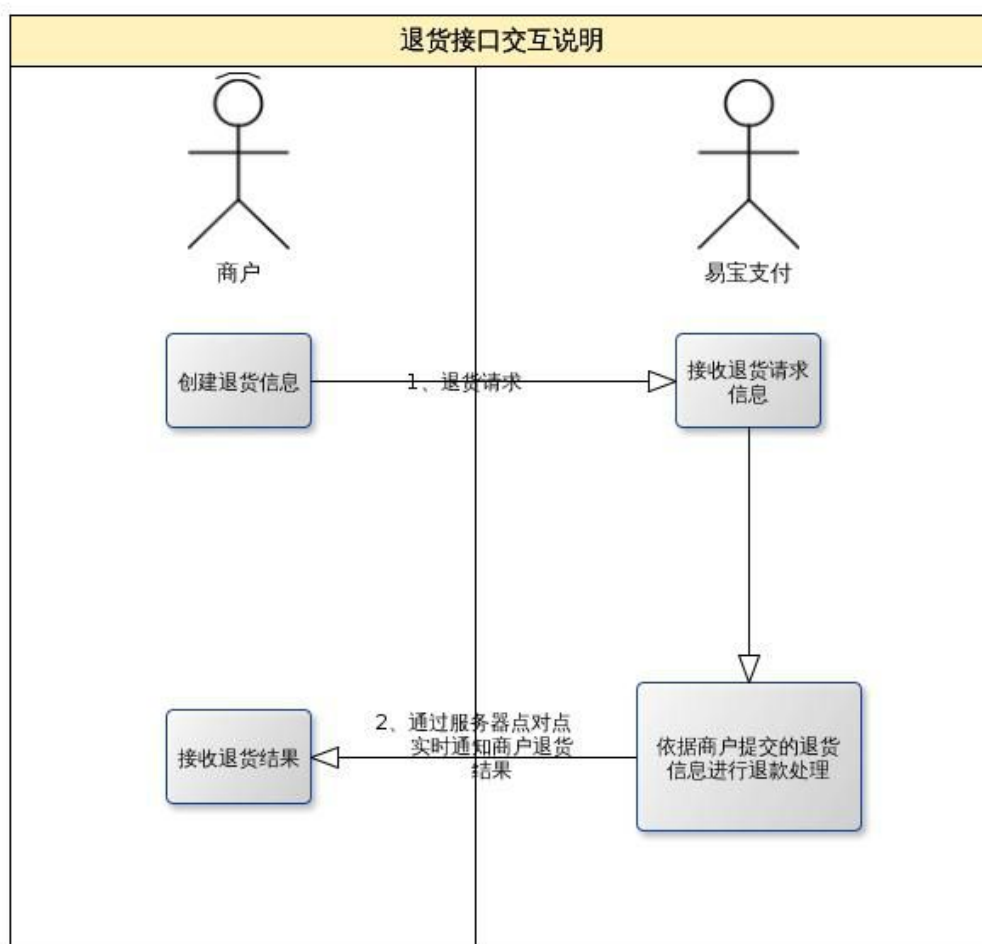 退货接口交互说明
商户
易宝支付
创建退货信息
1、退货请求
接收退货请求
信息
2、通过服务器点对点
实时通知商户退货
结果
接收退货结果
依据商户提交的退货
信息进行退款处理